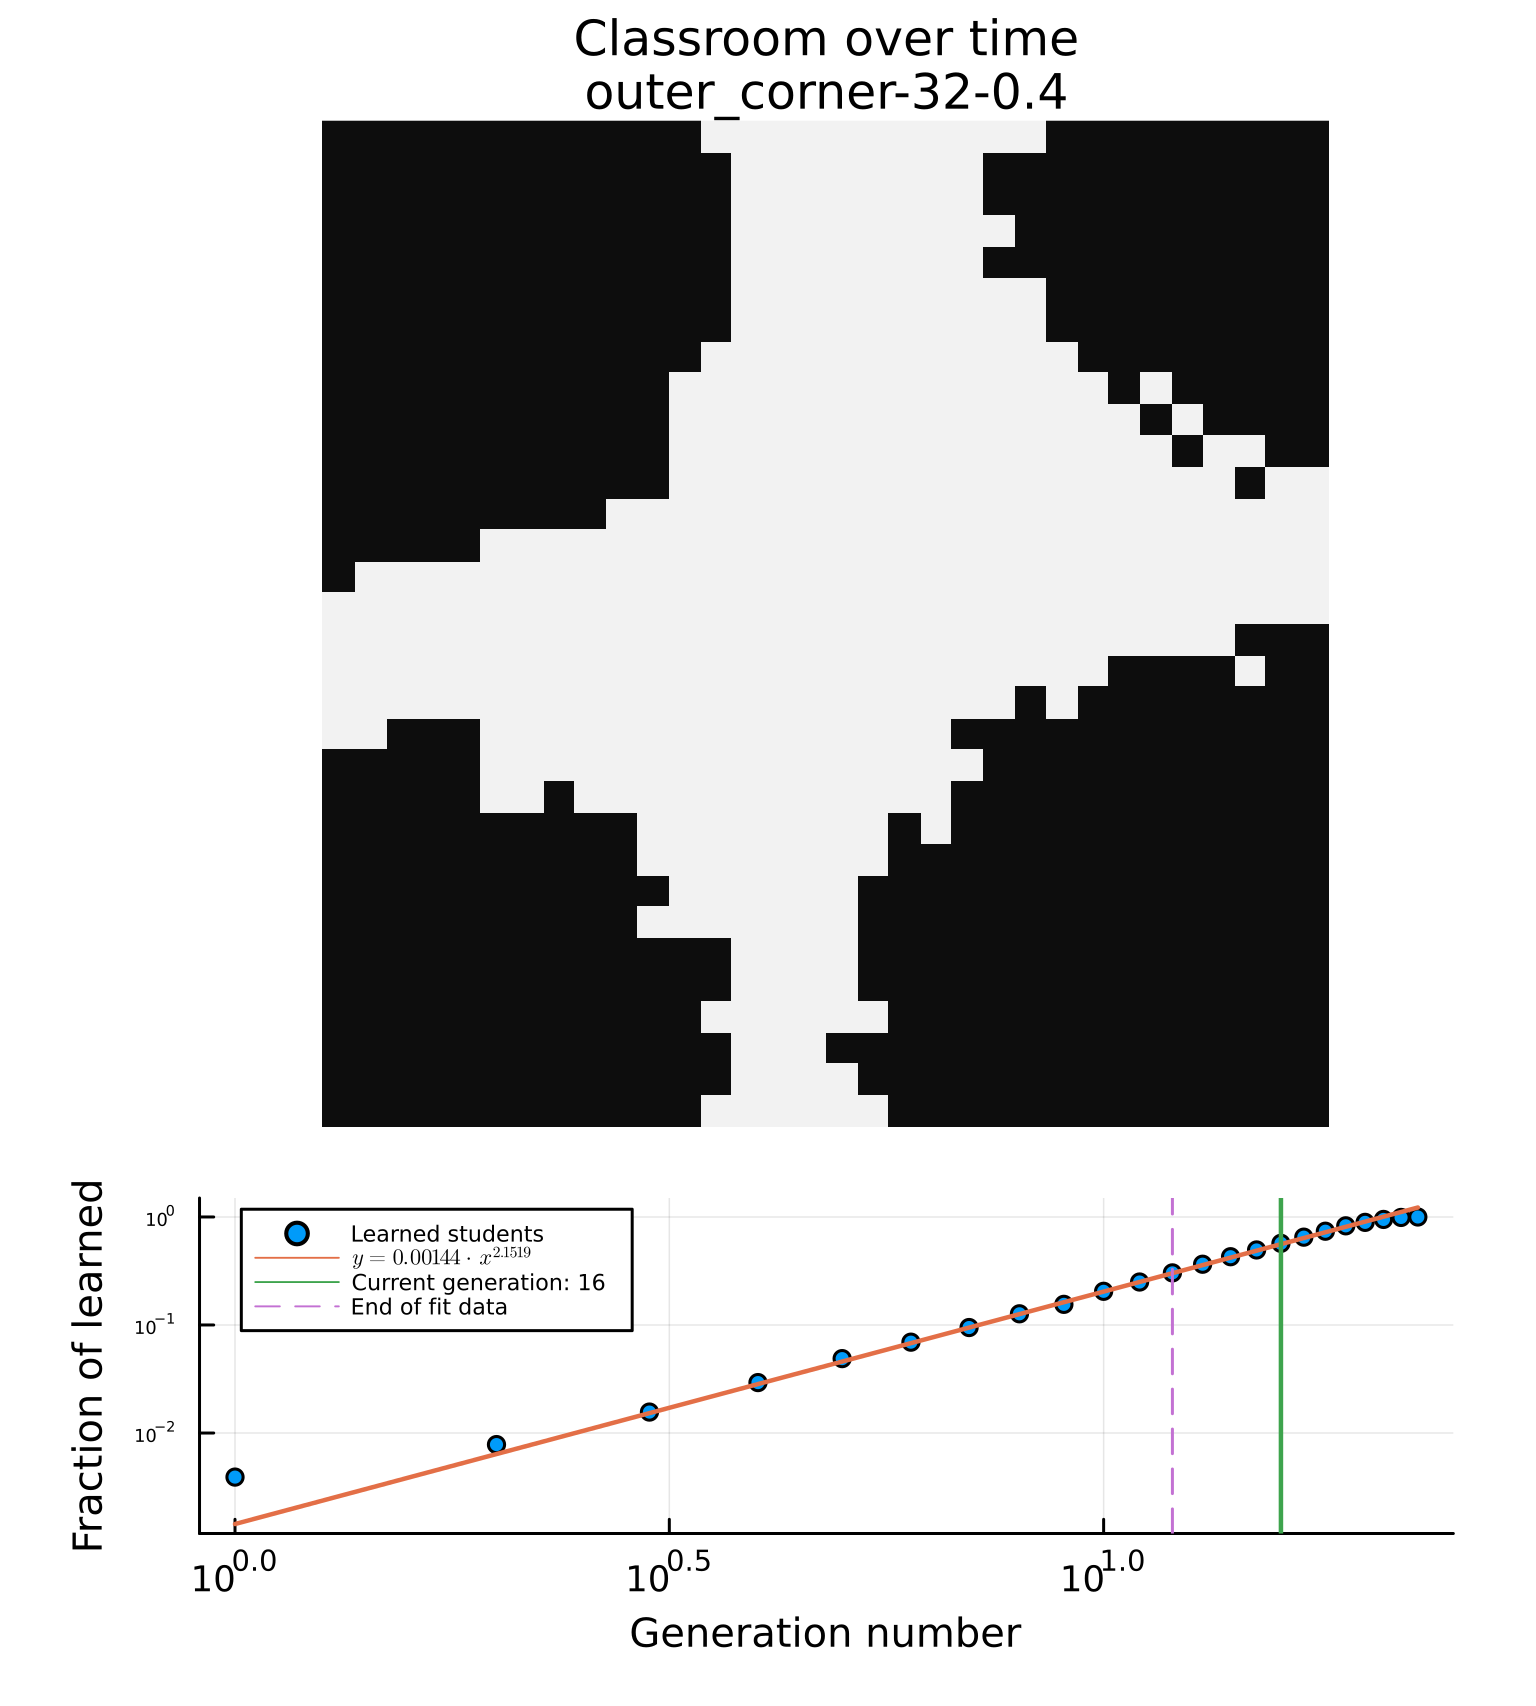 Classroom over time
outer_corner-32-0.4
Fraction of learned
10^0
10^-1
10^-2
Learned students
y = 0.00144 · x^2.1519
Current generation: 16
End of fit data
10^0.0 10^0.5 10^1.0
Generation number